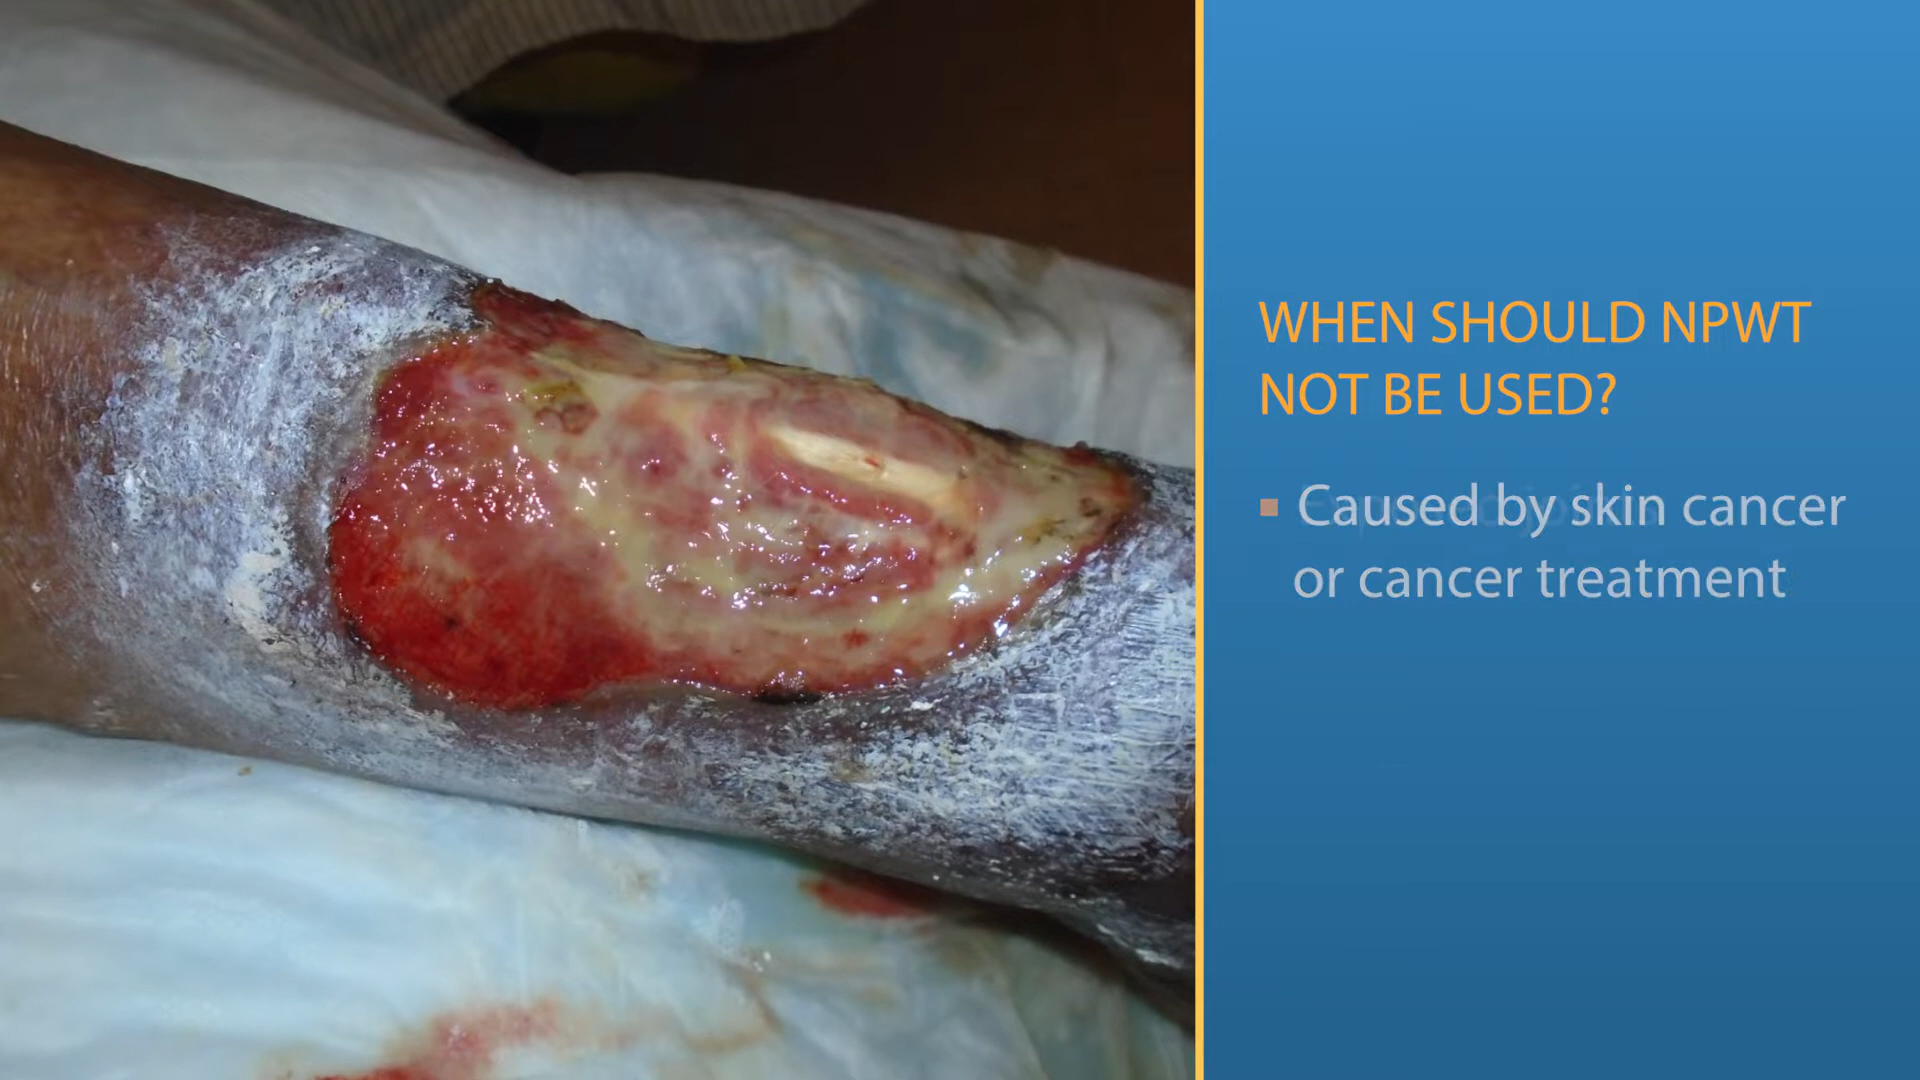 WHEN SHOULD NPWT
NOT BE USED?
▪ Caused by skin cancer
or cancer treatment